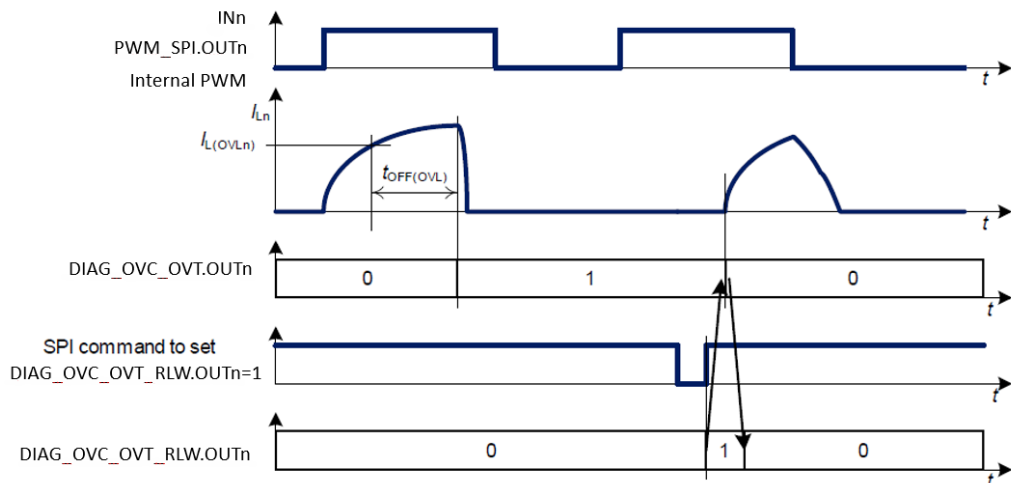 INn
PWM_SPI.OUTn
Internal PWM
t
ILn
IL(OVLn)
tOFF(OVL)
t
DIAG_OVC_OVT.OUTn
0
1
0
t
SPI command to set
DIAG_OVC_OVT_RLW.OUTn=1
t
DIAG_OVC_OVT_RLW.OUTn
0
1
0
t